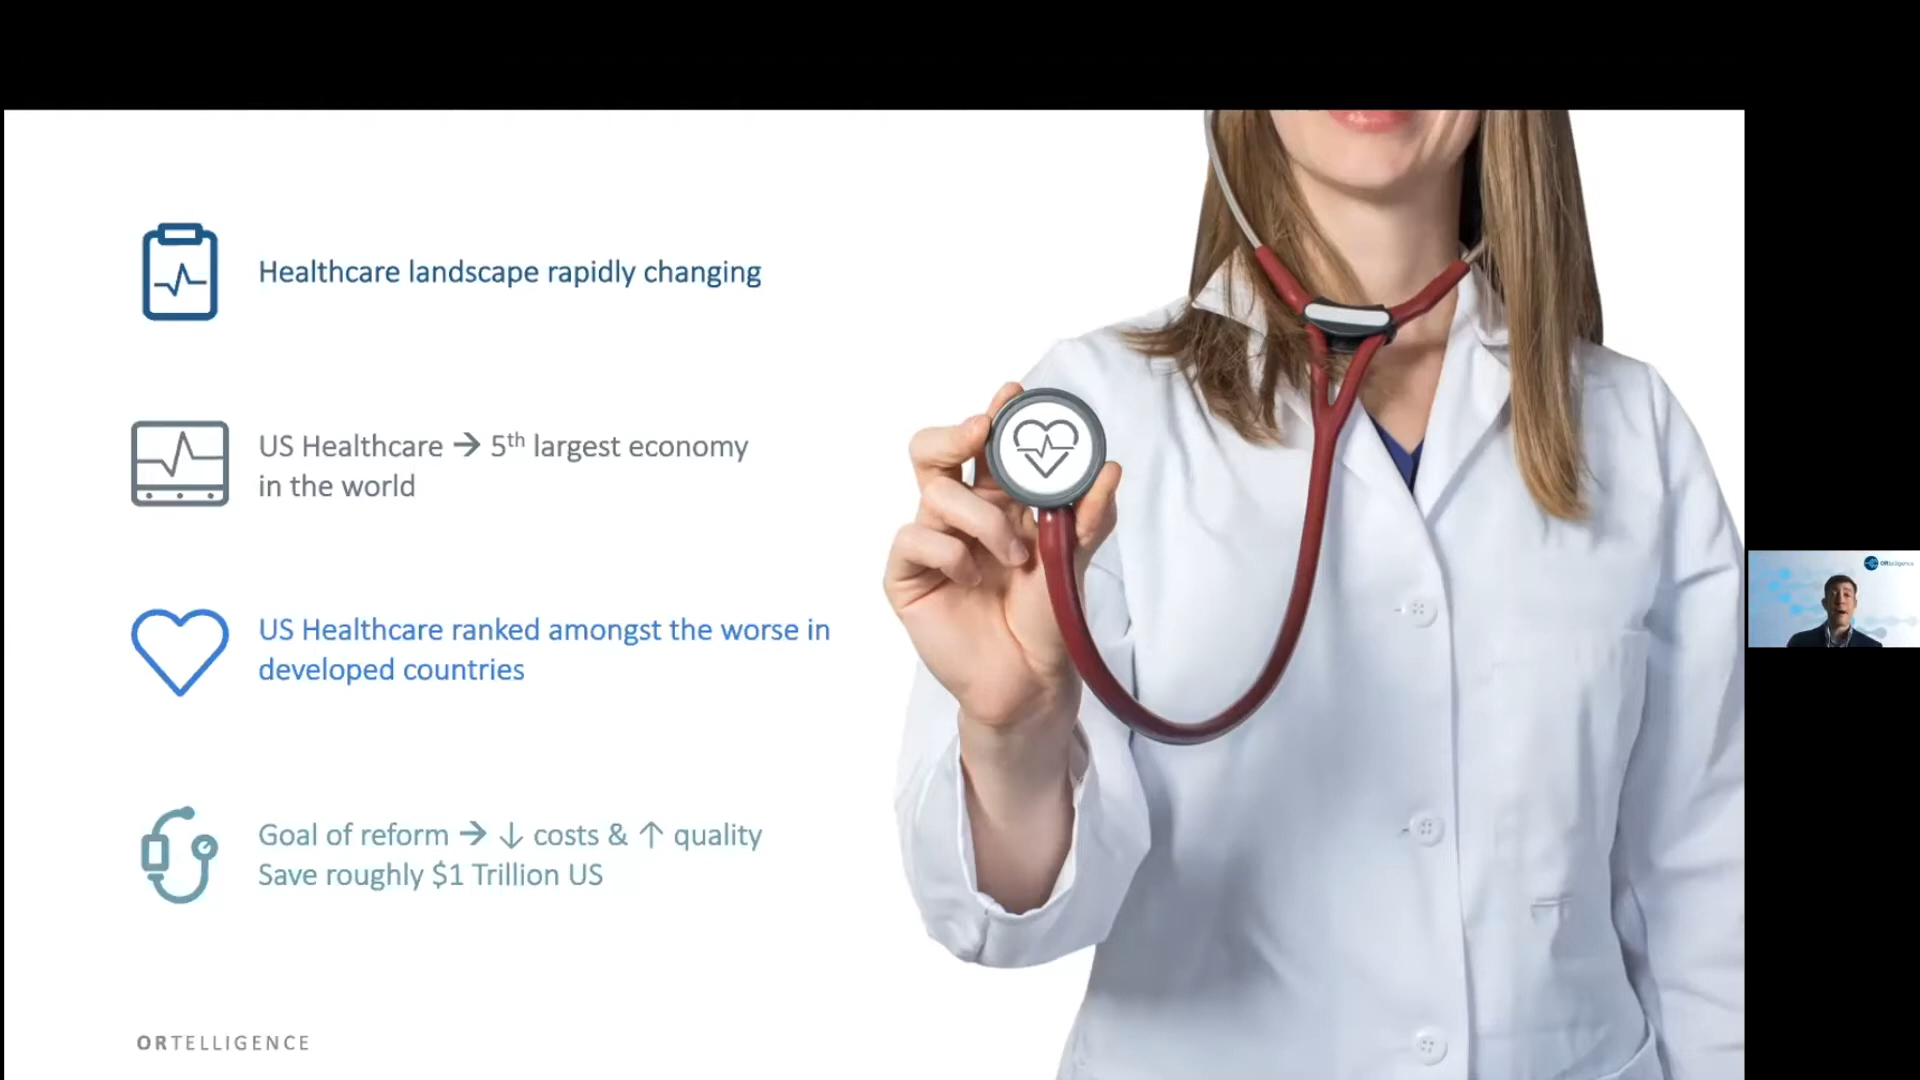 Healthcare landscape rapidly changing
US Healthcare → 5th largest economy
in the world
US Healthcare ranked amongst the worse in
developed countries
Goal of reform → ↓ costs & ↑ quality
Save roughly $1 Trillion US
ORTELLIGENCE
ORtelligence